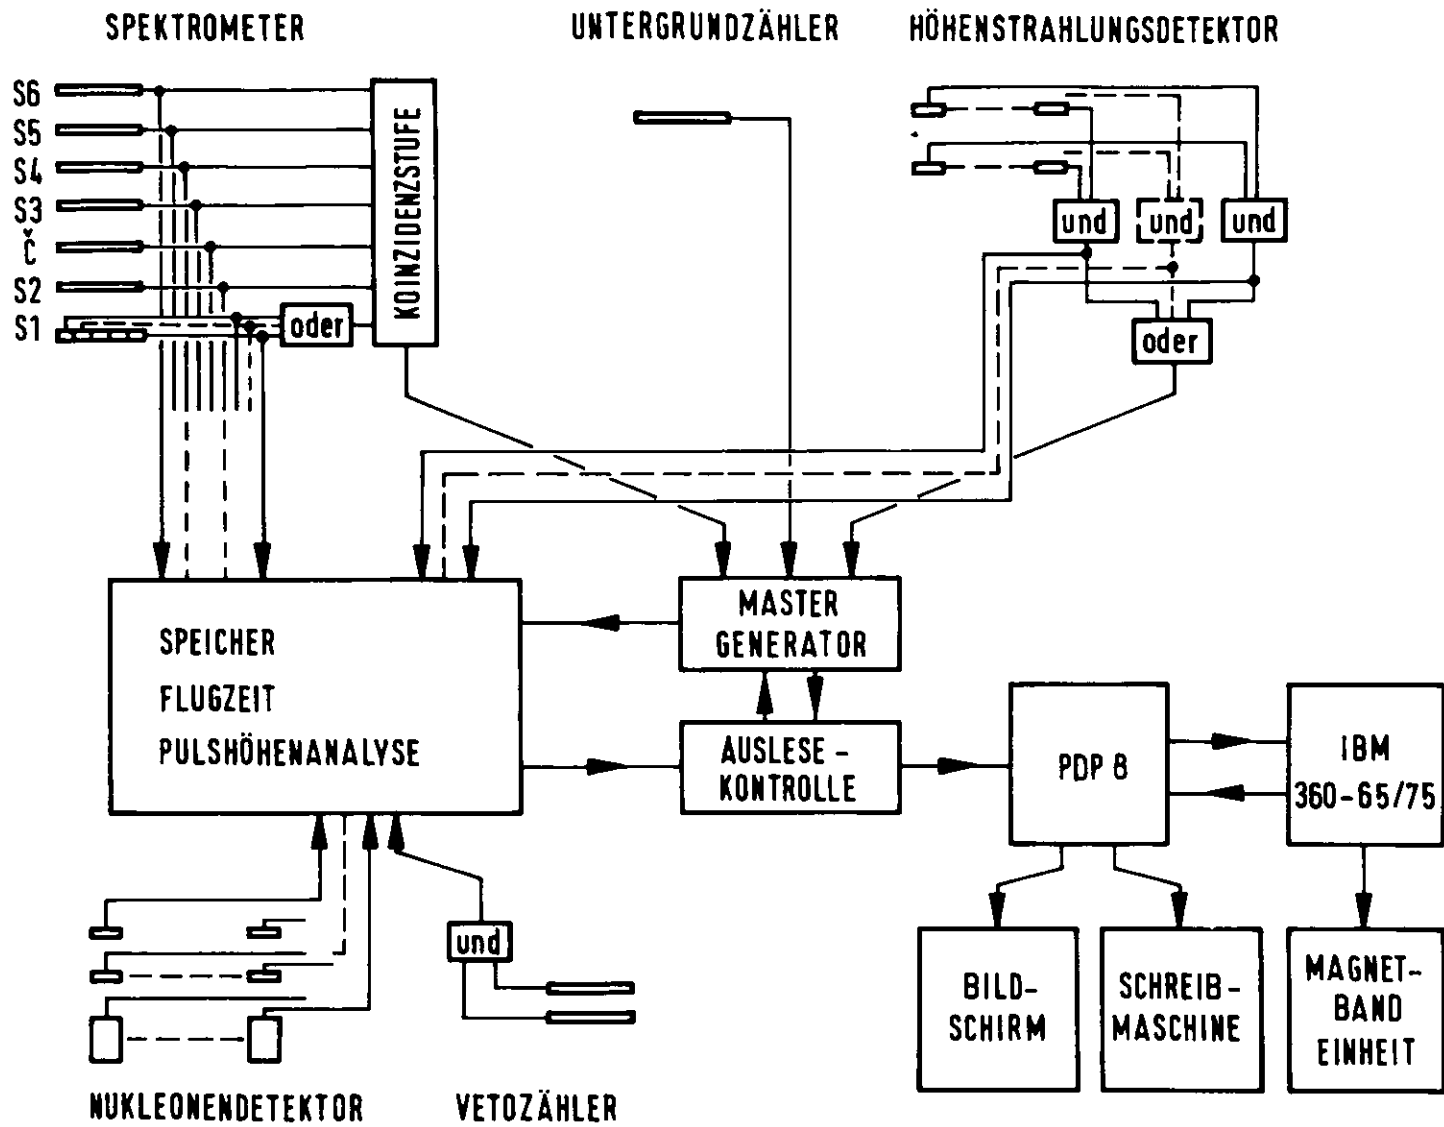 SPEKTROMETER
UNTERGRUNDZÄHLER
HÖHENSTRAHLUNGSDETEKTOR
S6
S5
S4
S3
Č
S2
S1
oder
KOINZIDENZSTUFE
und
und
und
oder
SPEICHER
FLUGZEIT
PULSHÖHENANALYSE
MASTER
GENERATOR
AUSLESE-
KONTROLLE
PDP 8
IBM
360-65/75
und
BILD-
SCHIRM
SCHREIB-
MASCHINE
MAGNET-
BAND
EINHEIT
NUKLEONENDETEKTOR
VETOZÄHLER